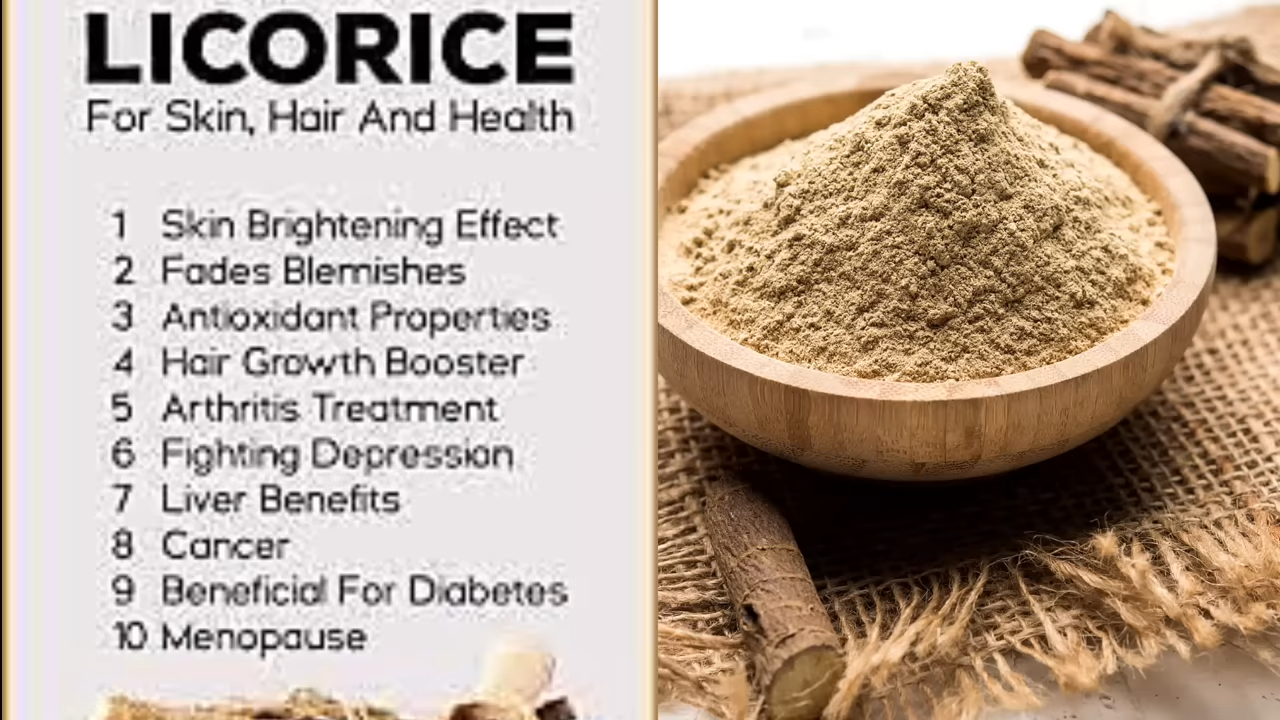 LICORICE
For Skin, Hair And Health
1 Skin Brightening Effect
2 Fades Blemishes
3 Antioxidant Properties
4 Hair Growth Booster
5 Arthritis Treatment
6 Fighting Depression
7 Liver Benefits
8 Cancer
9 Beneficial For Diabetes
10 Menopause